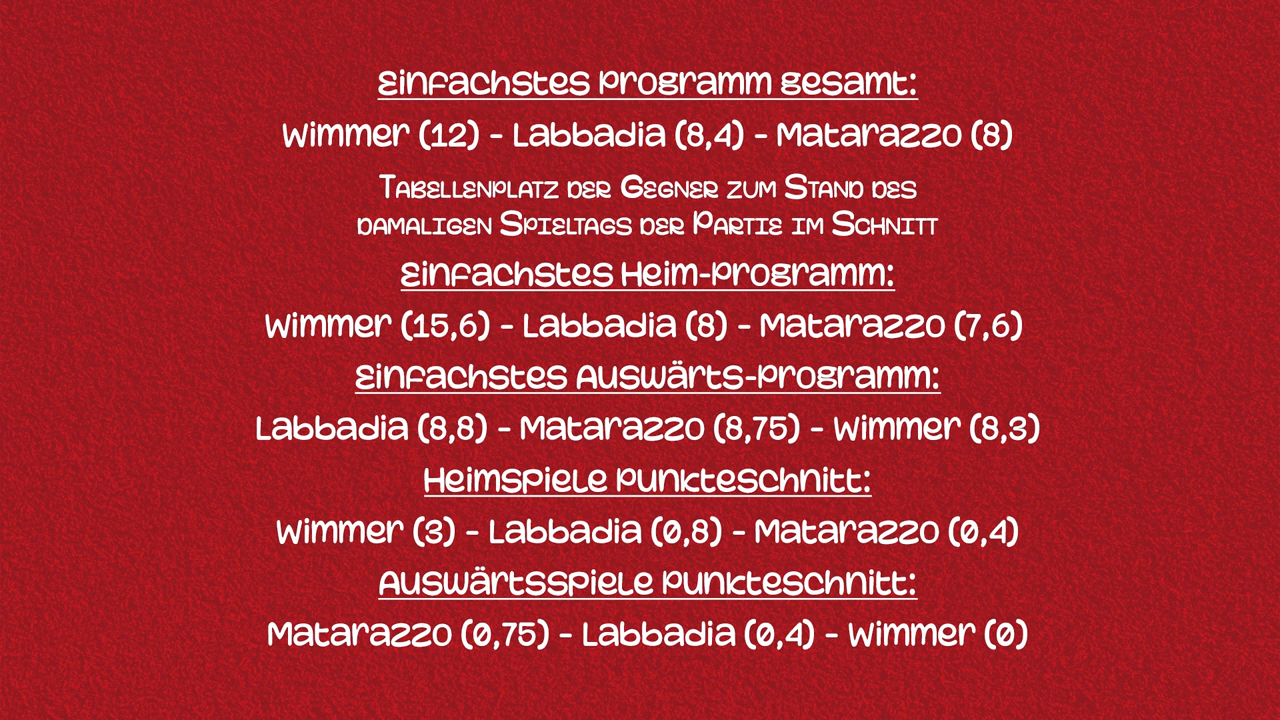 Einfachstes Programm gesamt:
Wimmer (12) - Labbadia (8,4) - Matarazzo (8)
Tabellenplatz der Gegner zum Stand des
damaligen Spieltags der Partie im Schnitt
Einfachstes Heim-Programm:
Wimmer (15,6) - Labbadia (8) - Matarazzo (7,6)
Einfachstes Auswärts-Programm:
Labbadia (8,8) - Matarazzo (8,75) - Wimmer (8,3)
Heimspiele Punkteschnitt:
Wimmer (3) - Labbadia (0,8) - Matarazzo (0,4)
Auswärtsspiele Punkteschnitt:
Matarazzo (0,75) - Labbadia (0,4) - Wimmer (0)